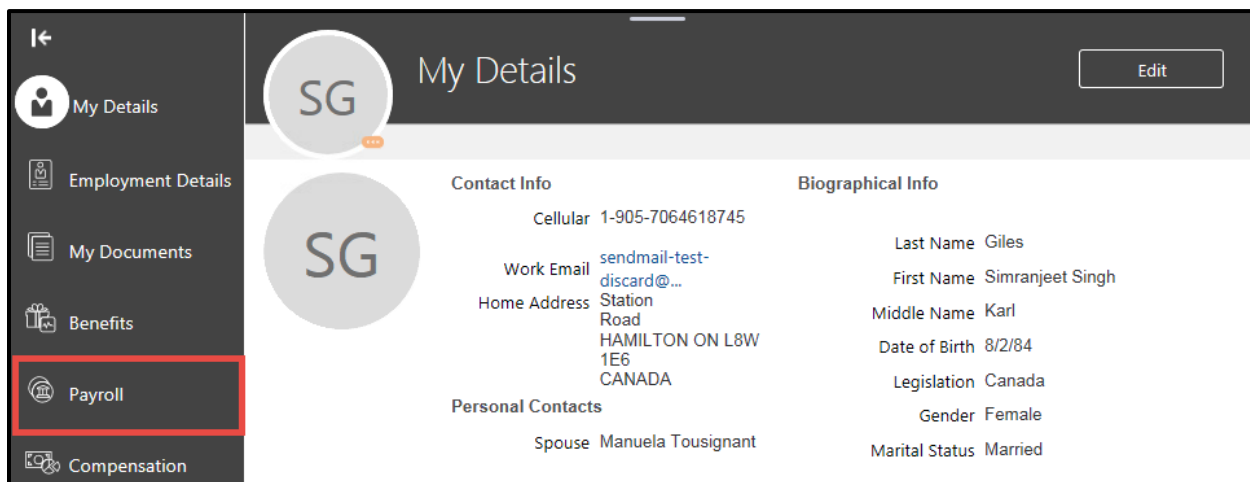 My Details
Employment Details
My Documents
Benefits
Payroll
Compensation
SG
My Details
Edit
SG
Contact Info
Cellular 1-905-7064618745
Work Email sendmail-test-
discard@...
Home Address Station
Road
HAMILTON ON L8W
1E6
CANADA
Personal Contacts
Spouse Manuela Tousignant
Biographical Info
Last Name Giles
First Name Simranjeet Singh
Middle Name Karl
Date of Birth 8/2/84
Legislation Canada
Gender Female
Marital Status Married